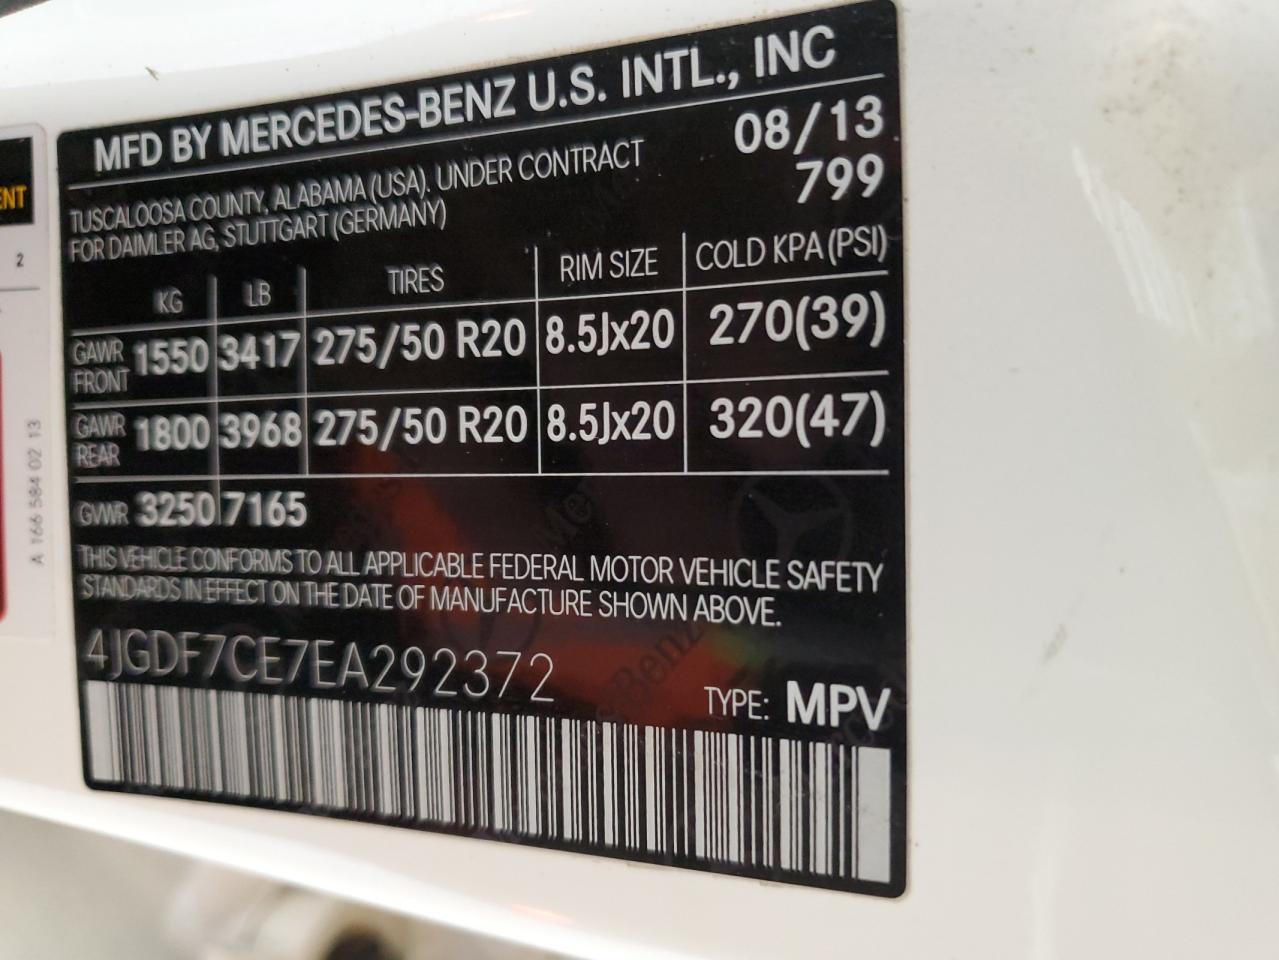 MFD BY MERCEDES-BENZ U.S. INTL., INC
08/13
TUSCALOOSA COUNTY, ALABAMA (USA). UNDER CONTRACT
799
FOR DAIMLER AG, STUTTGART (GERMANY)
KG LB TIRES RIM SIZE COLD KPA (PSI)
GAWR FRONT 1550 3417 275/50 R20 8.5Jx20 270(39)
GAWR REAR 1800 3968 275/50 R20 8.5Jx20 320(47)
GVWR 3250 7165
THIS VEHICLE CONFORMS TO ALL APPLICABLE FEDERAL MOTOR VEHICLE SAFETY
STANDARDS IN EFFECT ON THE DATE OF MANUFACTURE SHOWN ABOVE.
4JGDF7CE7EA292372
TYPE: MPV
ENT
2
A 166 584 02 13